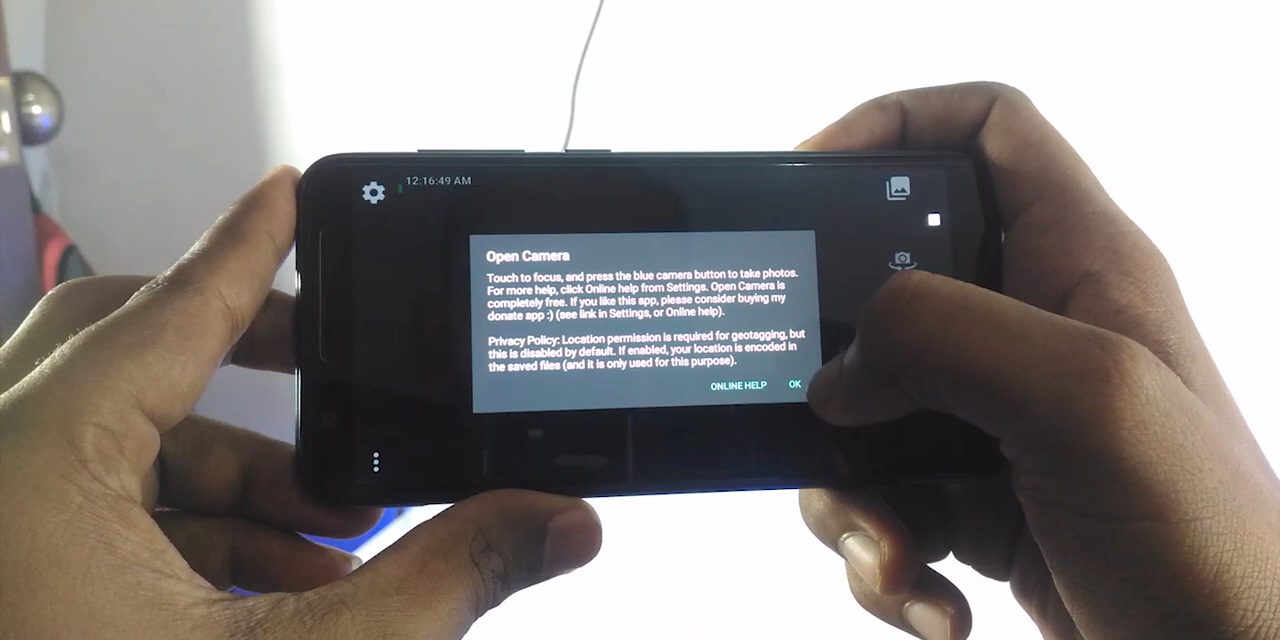 12:16:49 AM
Open Camera
Touch to focus, and press the blue camera button to take photos.
For more help, click Online help from Settings. Open Camera is
completely free. If you like this app, please consider buying my
donate app :) (see link in Settings, or Online help).
Privacy Policy: Location permission is required for geotagging, but
this is disabled by default. If enabled, your location is encoded in
the saved files (and it is only used for this purpose).
ONLINE HELP OK